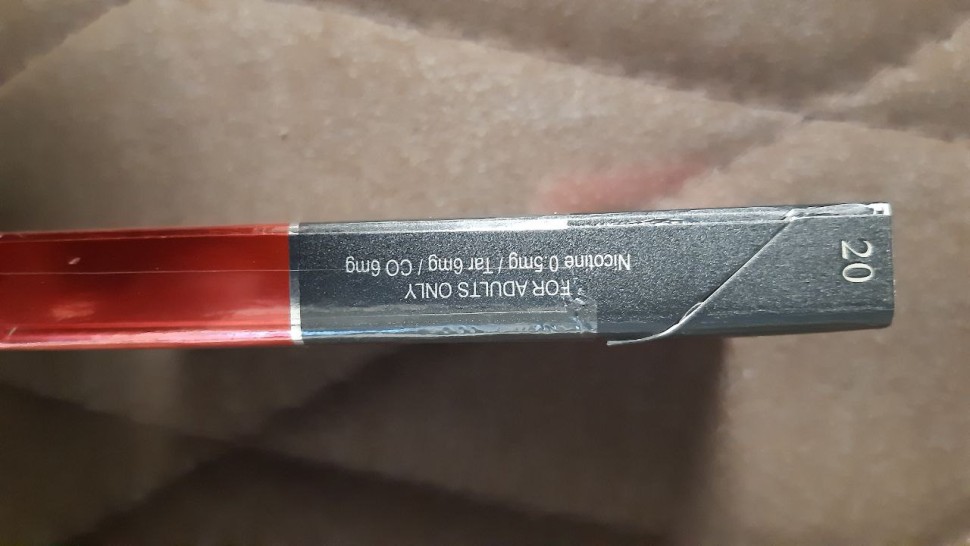 FOR ADULTS ONLY
Nicotine 0.5mg / Tar 6mg / CO 6mg
20